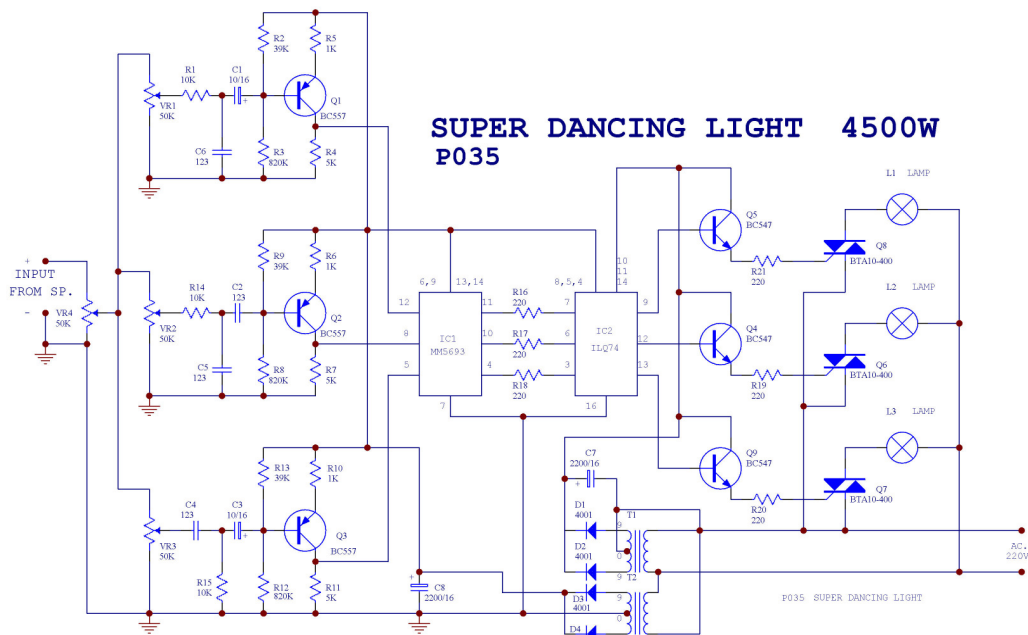 SUPER DANCING LIGHT 4500W
P035
R2
39K
R5
1K
R1
10K
C1
10/16
+
VR1
50K
Q1
BC557
C6
123
R3
820K
R4
5K
L1 LAMP
Q5
BC547
Q8
BTA10-400
R21
220
R9
39K
R6
1K
+
INPUT
FROM SP.
-
VR4
50K
R14
10K
C2
123
VR2
50K
Q2
BC557
C5
123
R8
820K
R7
5K
6,9
13,14
12
8
5
11
10
4
7
IC1
MM5693
R16
220
R17
220
R18
220
8,5,4
10
11
14
7
6
3
9
12
13
16
IC2
ILQ74
L2 LAMP
Q4
BC547
Q6
BTA10-400
R19
220
L3 LAMP
Q9
BC547
Q7
BTA10-400
R20
220
R13
39K
R10
1K
C4
123
C3
10/16
+
VR3
50K
Q3
BC557
R15
10K
R12
820K
R11
5K
+
C8
2200/16
C7
2200/16
+
D1
4001
D2
4001
D3
4001
D4
T1
9
0
9
T2
9
0
AC.
220V
P035 SUPER DANCING LIGHT